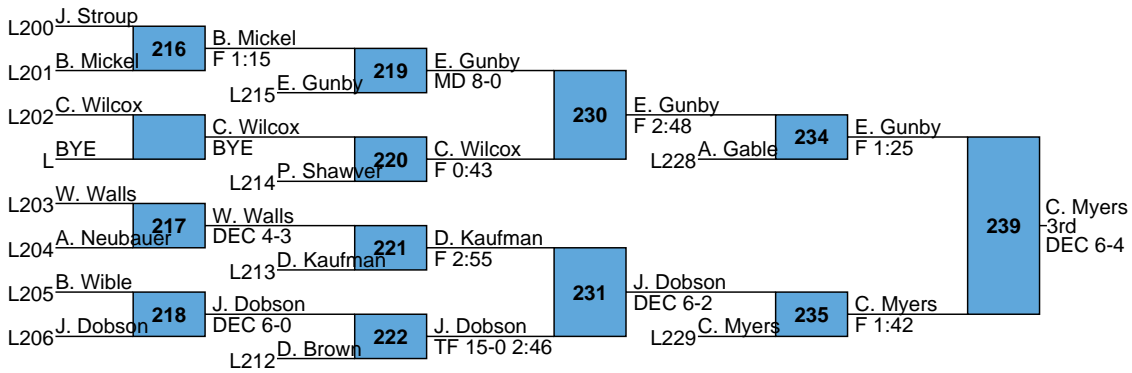 J. Stroup
L200
216
B. Mickel
F 1:15
B. Mickel
L201
219
E. Gunby
MD 8-0
E. Gunby
L215
C. Wilcox
L202
230
E. Gunby
F 2:48
C. Wilcox
BYE
BYE
L
234
E. Gunby
F 1:25
220
C. Wilcox
F 0:43
A. Gable
L228
P. Shawver
L214
W. Walls
L203
217
W. Walls
DEC 4-3
C. Myers
3rd
DEC 6-4
239
A. Neubauer
L204
221
D. Kaufman
F 2:55
D. Kaufman
L213
B. Wible
L205
231
J. Dobson
DEC 6-2
218
J. Dobson
DEC 6-0
235
C. Myers
F 1:42
J. Dobson
L206
222
J. Dobson
TF 15-0 2:46
C. Myers
L229
D. Brown
L212